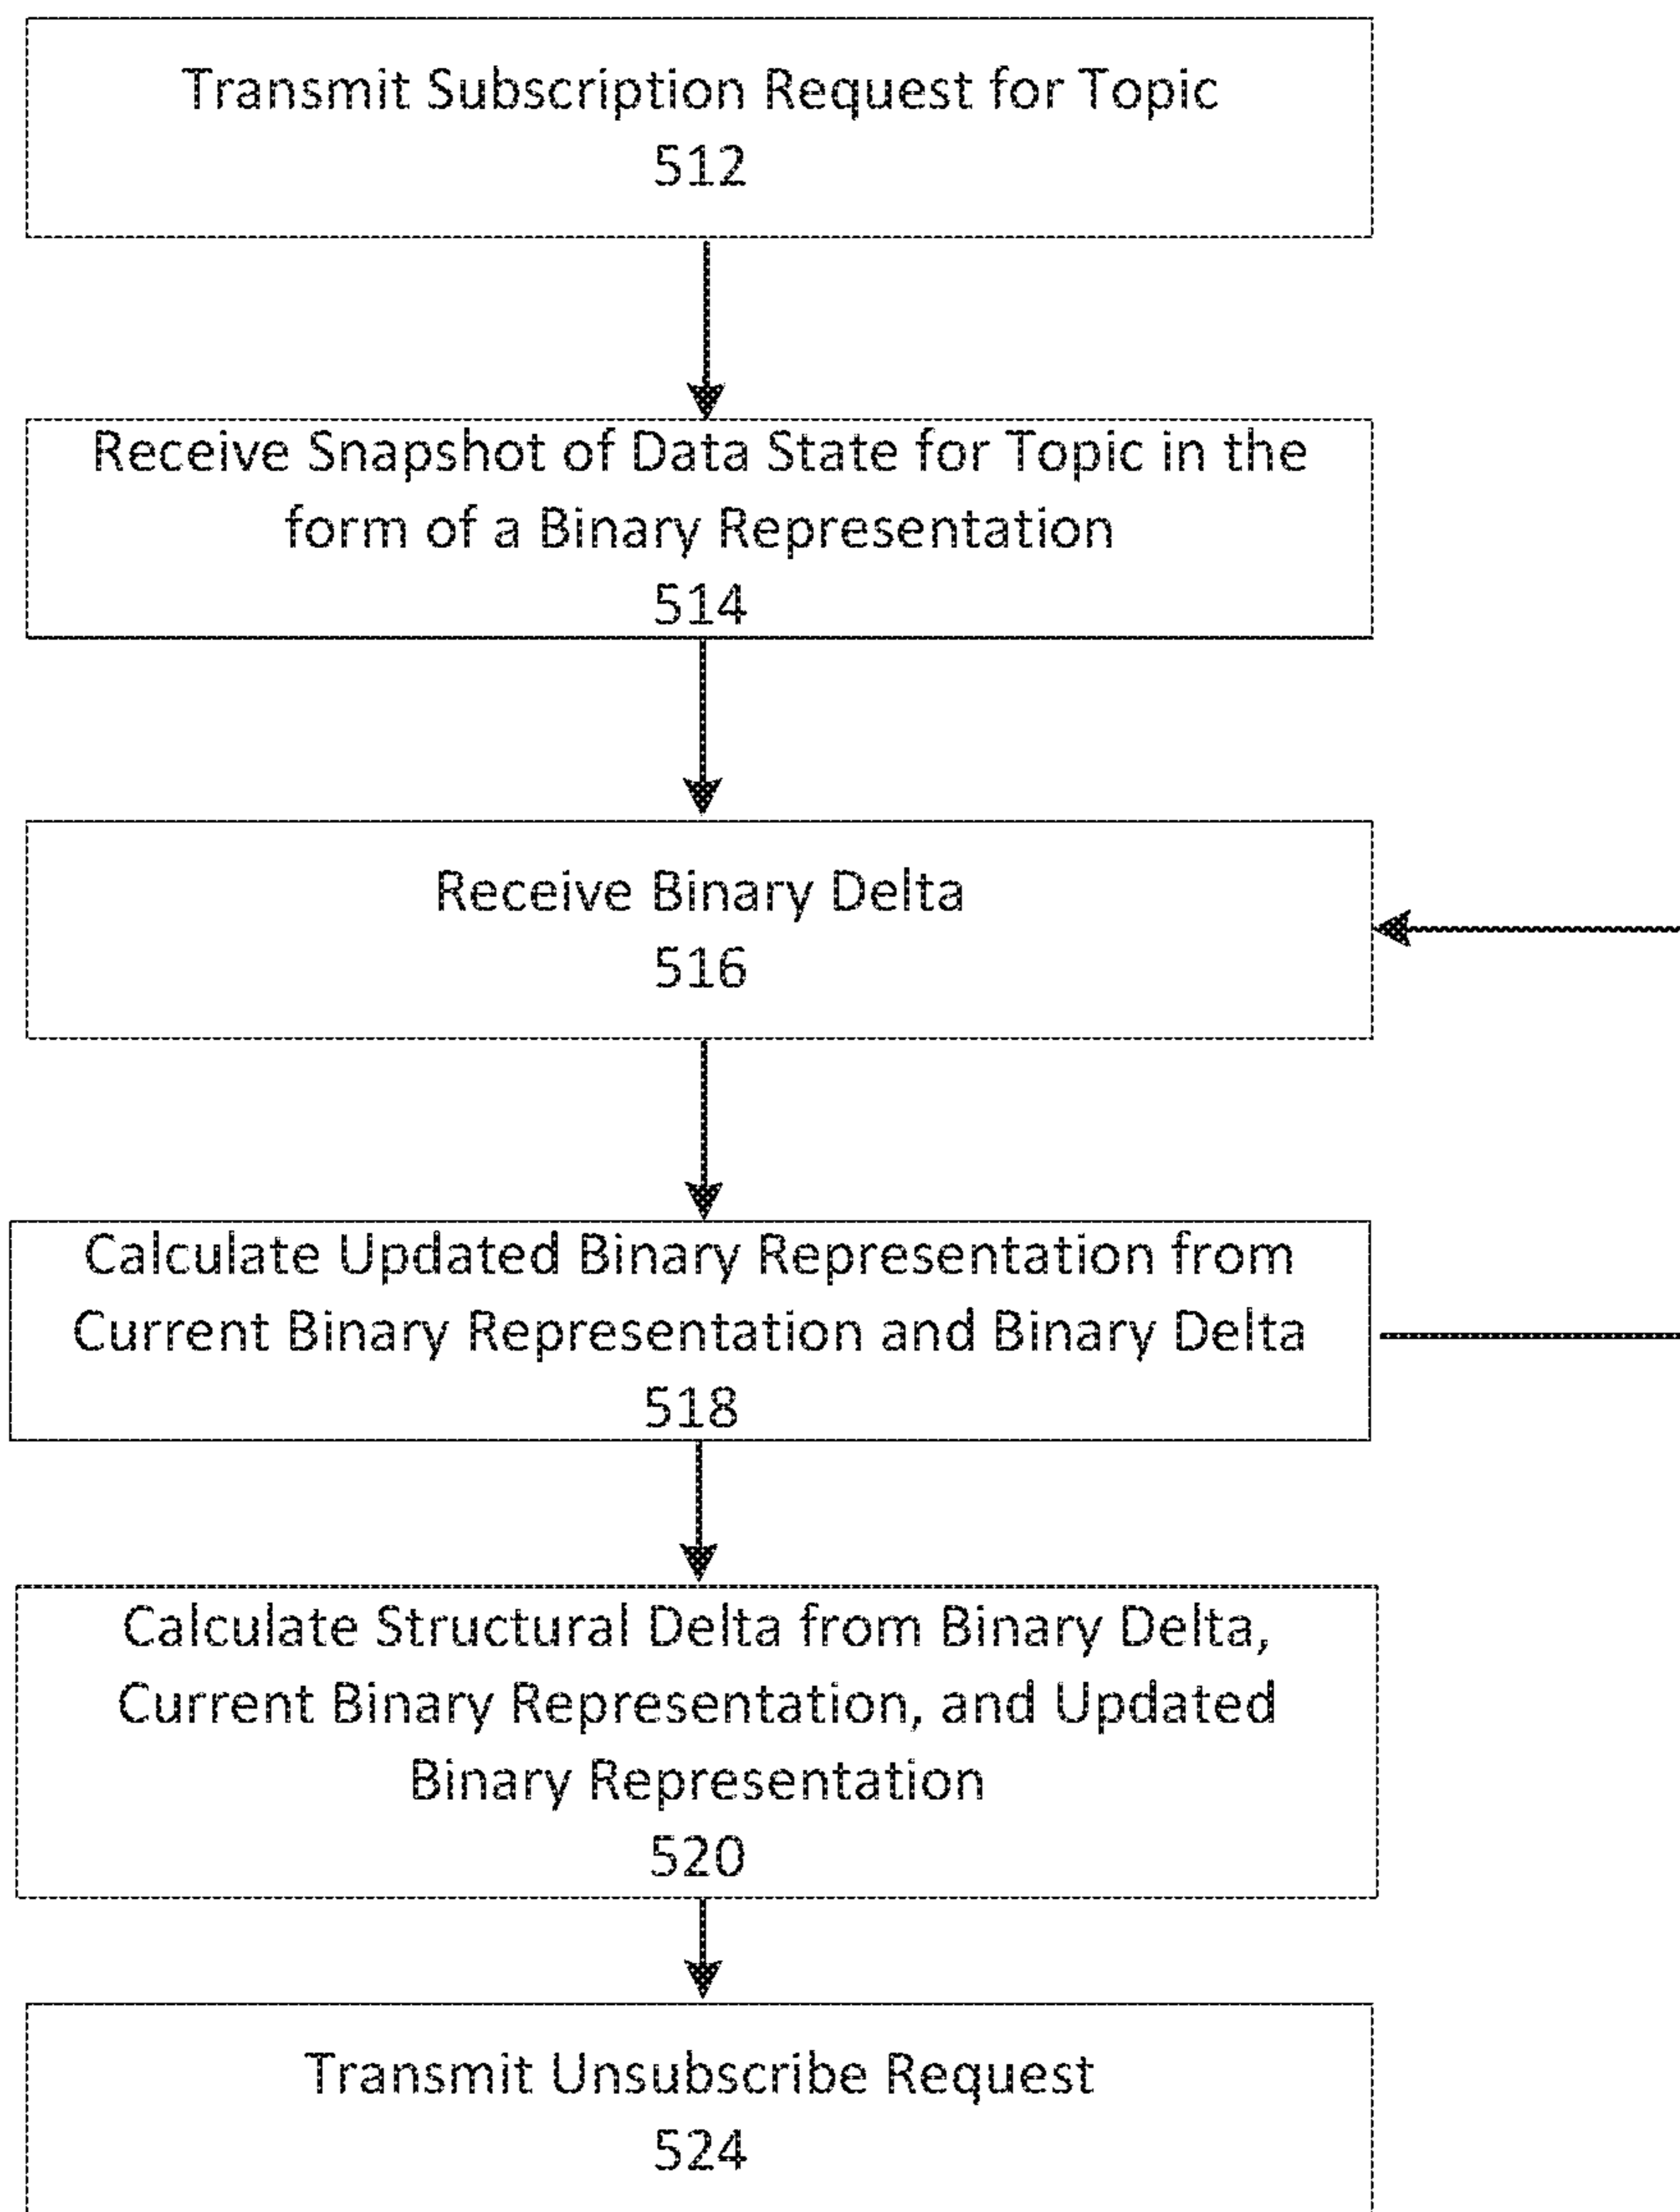 Transmit Subscription Request for Topic
512
Receive Snapshot of Data State for Topic in the
form of a Binary Representation
514
Receive Binary Delta
516
Calculate Updated Binary Representation from
Current Binary Representation and Binary Delta
518
Calculate Structural Delta from Binary Delta,
Current Binary Representation, and Updated
Binary Representation
520
Transmit Unsubscribe Request
524